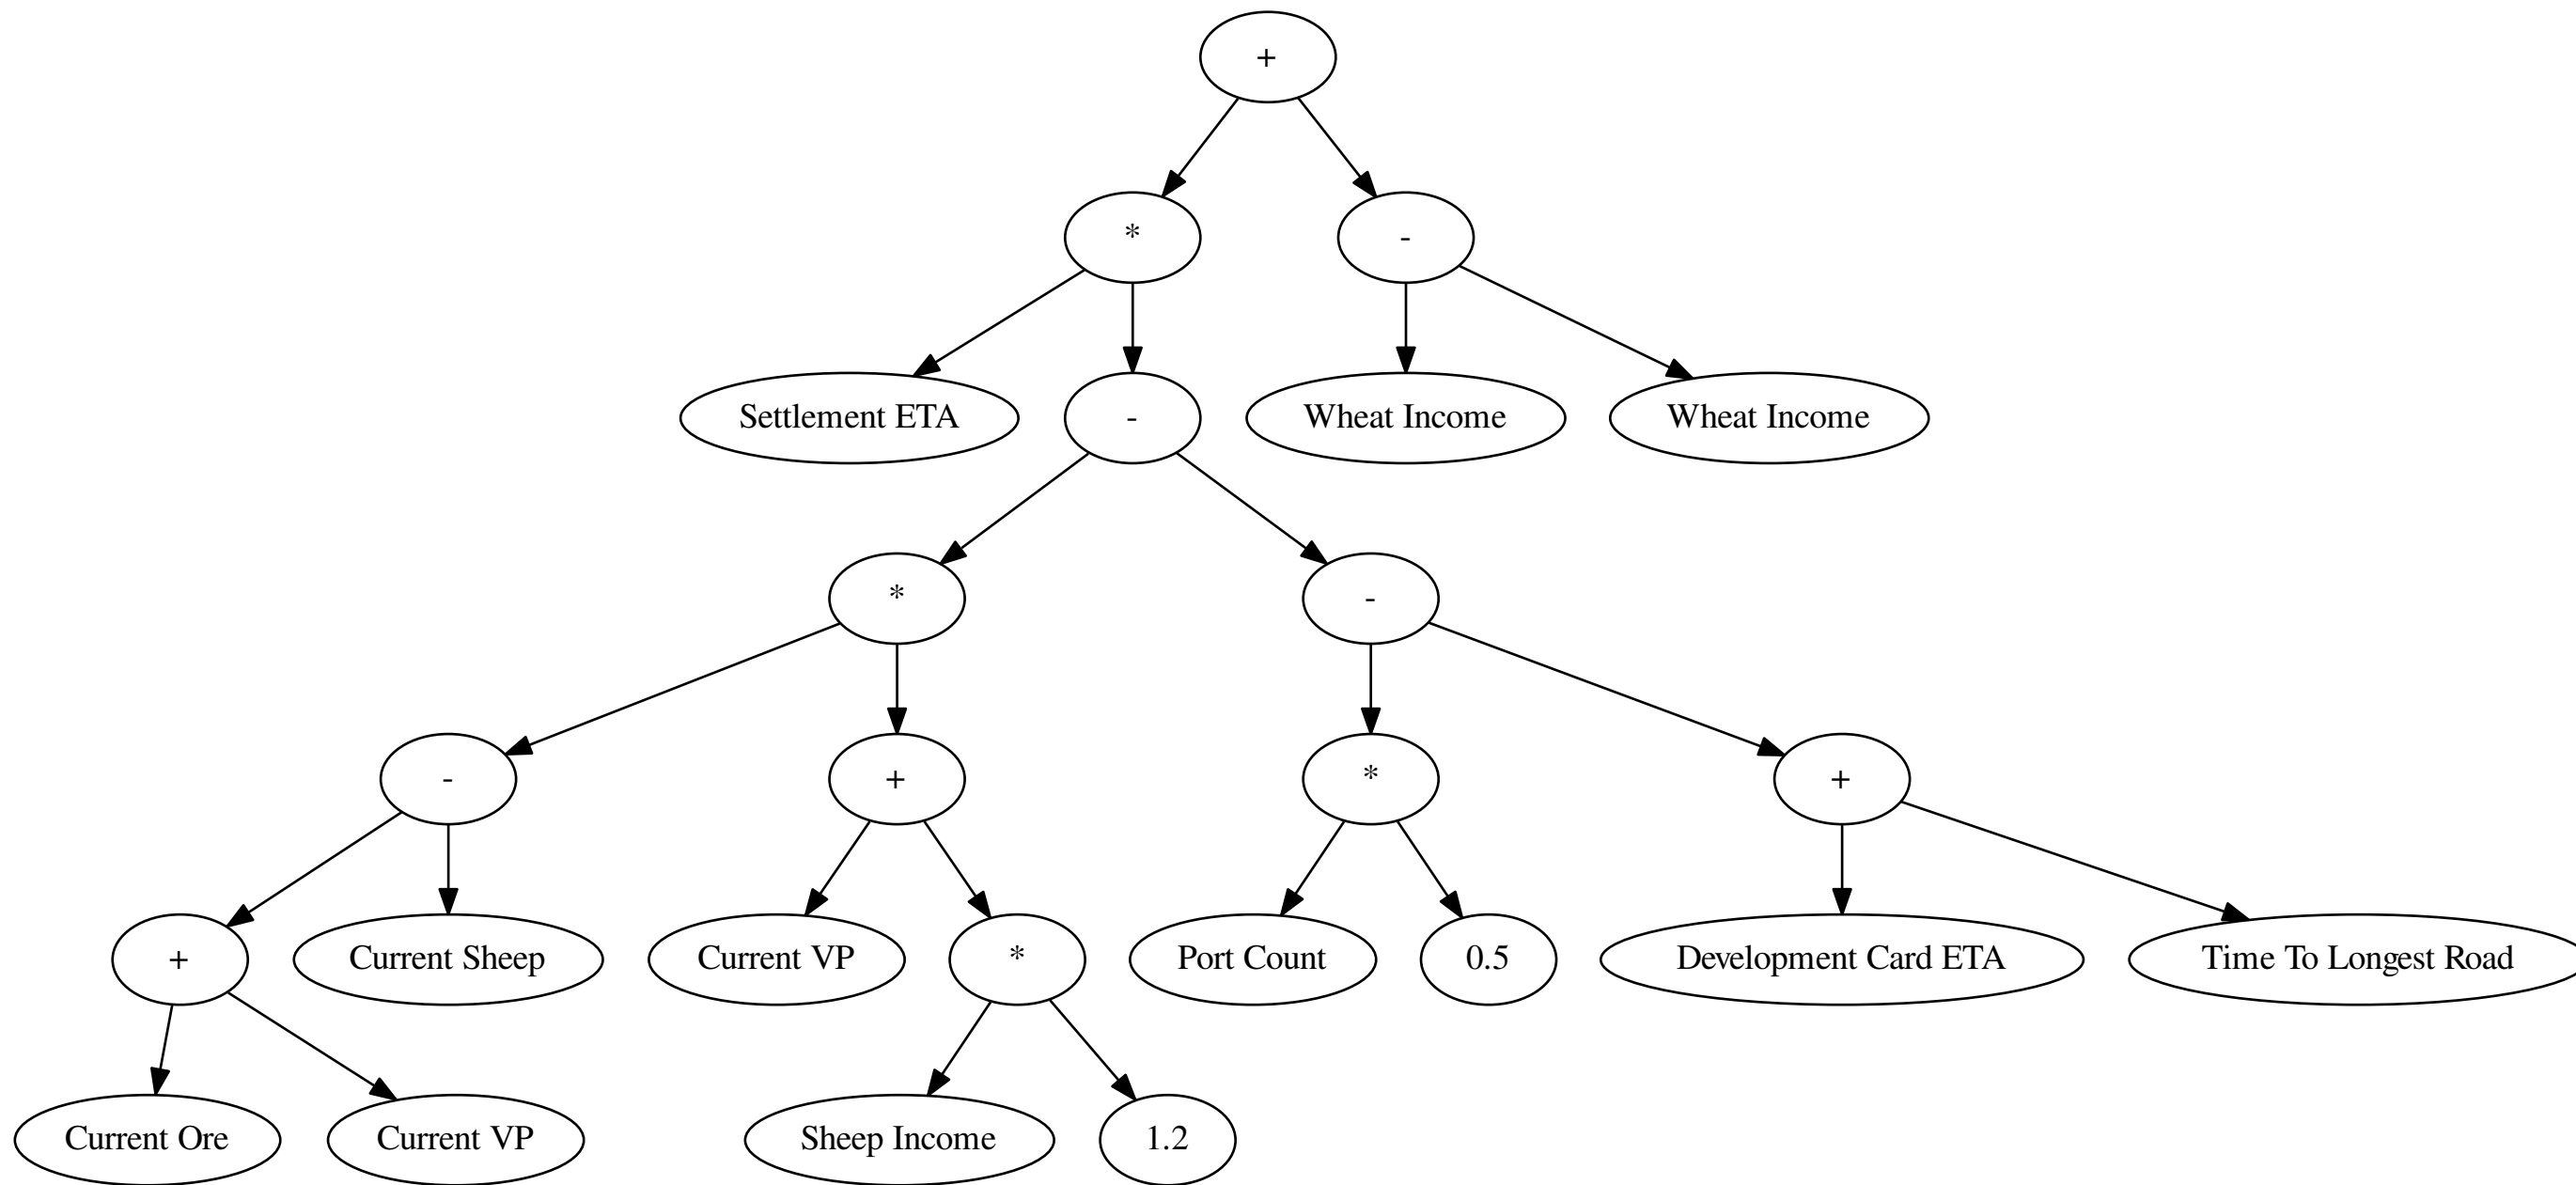 +
*
-
Settlement ETA
-
Wheat Income
Wheat Income
*
-
-
+
*
+
+
Current Sheep
Current VP
*
Port Count
0.5
Development Card ETA
Time To Longest Road
Current Ore
Current VP
Sheep Income
1.2